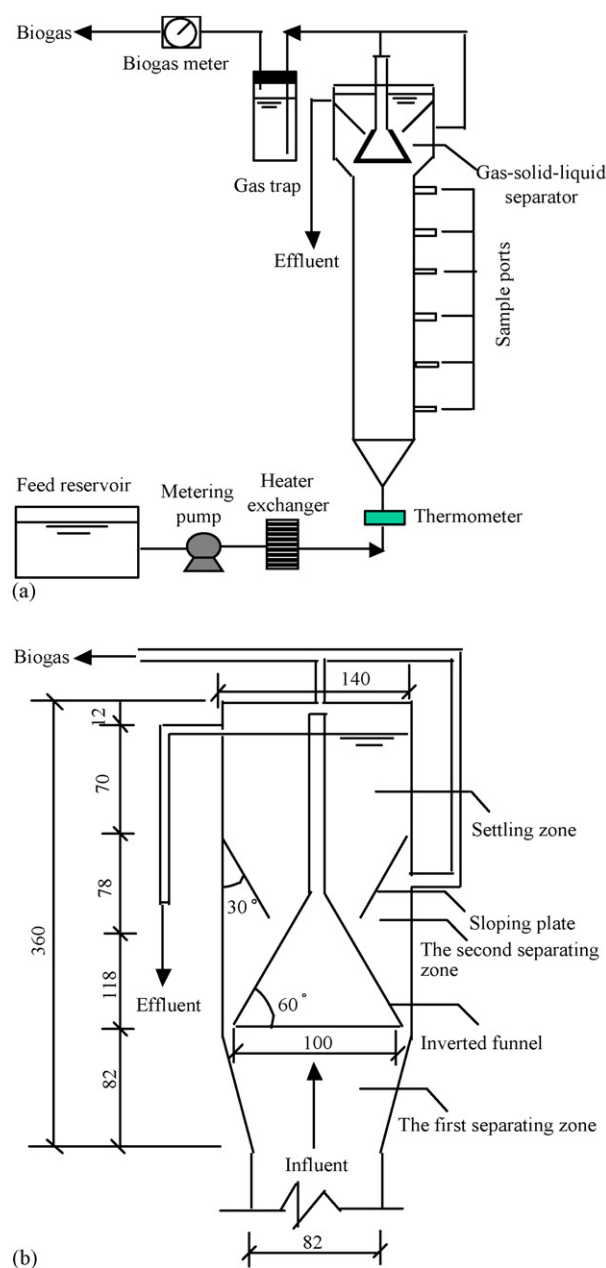 Biogas
Biogas meter
Gas trap
Gas-solid-liquid
separator
Effluent
Sample ports
Feed reservoir
Metering
pump
Heater
exchanger
Thermometer
(a)
Biogas
140
12
70
Settling zone
78
30°
Sloping plate
The second separating
zone
360
118
Effluent
60°
Inverted funnel
100
82
The first separating zone
Influent
82
(b)